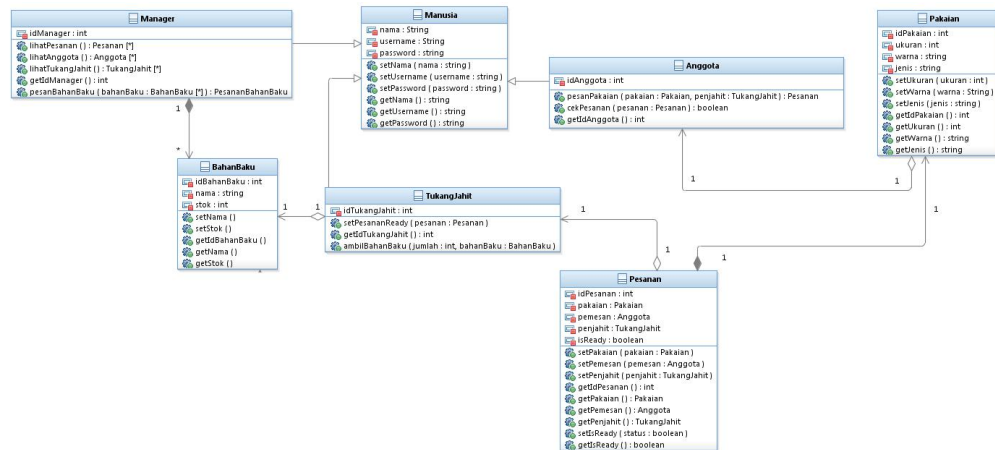 Manager
idManager : int
lihatPesanan ( ) : Pesanan [*]
lihatAnggota ( ) : Anggota [*]
lihatTukangJahit ( ) : TukangJahit [*]
getIdManager ( ) : int
pesanBahanBaku ( bahanBaku : BahanBaku [*] ) : PesananBahanBaku
Manusia
nama : String
username : String
password : string
setNama ( nama : string )
setUsername ( username : string )
setPassword ( password : string )
getNama ( ) : string
getUsername ( ) : string
getPassword ( ) : string
Anggota
idAnggota : int
pesanPakaian ( pakaian : Pakaian, penjahit : TukangJahit ) : Pesanan
cekPesanan ( pesanan : Pesanan ) : boolean
getIdAnggota ( ) : int
Pakaian
idPakaian : int
ukuran : int
warna : string
jenis : string
setUkuran ( ukuran : int )
setWarna ( warna : String )
setJenis ( jenis : string )
getIdPakaian ( ) : int
getUkuran ( ) : int
getWarna ( ) : string
getJenis ( ) : string
1
*
BahanBaku
idBahanBaku : int
nama : string
stok : int
setNama ( )
setStok ( )
getIdBahanBaku ( )
getNama ( )
getStok ( )
1
1
TukangJahit
idTukangJahit : int
setPesananReady ( pesanan : Pesanan )
getIdTukangJahit ( ) : int
ambilBahanBaku ( jumlah : int, bahanBaku : BahanBaku )
1
1
1
1
1
1
Pesanan
idPesanan : int
pakaian : Pakaian
pemesan : Anggota
penjahit : TukangJahit
isReady : boolean
setPakaian ( pakaian : Pakaian )
setPemesan ( pemesan : Anggota )
setPenjahit ( penjahit : TukangJahit )
getIdPesanan ( ) : int
getPakaian ( ) : Pakaian
getPemesan ( ) : Anggota
getPenjahit ( ) : TukangJahit
setIsReady ( status : boolean )
getIsReady ( ) : boolean